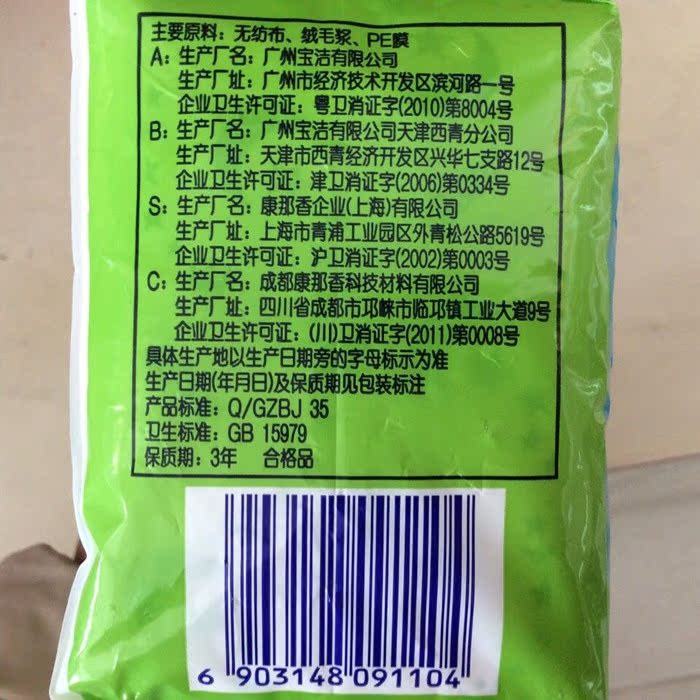 主要原料：无纺布、绒毛浆、PE膜
A：生产厂名：广州宝洁有限公司
生产厂址：广州市经济技术开发区滨河路一号
企业卫生许可证：粤卫消证字(2010)第8004号
B：生产厂名：广州宝洁有限公司天津西青分公司
生产厂址：天津市西青经济开发区兴华七支路12号
企业卫生许可证：津卫消证字(2006)第0334号
S：生产厂名：康那香企业(上海)有限公司
生产厂址：上海市青浦工业园区外青松公路5619号
企业卫生许可证：沪卫消证字(2002)第0003号
C：生产厂名：成都康那香科技材料有限公司
生产厂址：四川省成都市邛崃市临邛镇工业大道9号
企业卫生许可证：(川)卫消证字(2011)第0008号
具体生产地以生产日期旁的字母标示为准
生产日期(年月日)及保质期见包装标注
产品标准：Q/GZBJ 35
卫生标准：GB 15979
保质期：3年 合格品
6 903148 091104